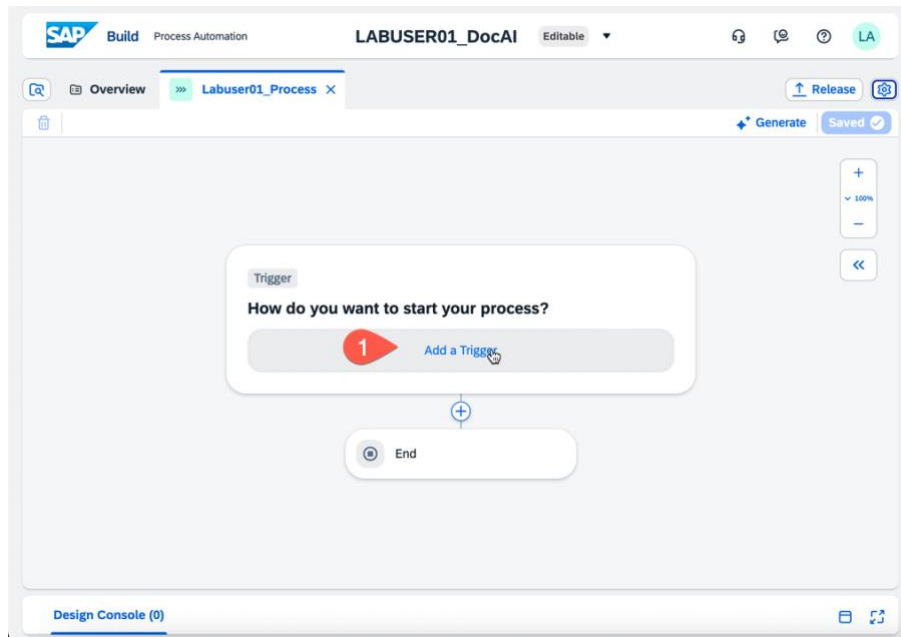 SAP Build Process Automation LABUSER01_DocAI Editable LA
Overview Labuser01_Process Release
Generate Saved
100%
Trigger
How do you want to start your process?
1 Add a Trigger
End
Design Console (0)